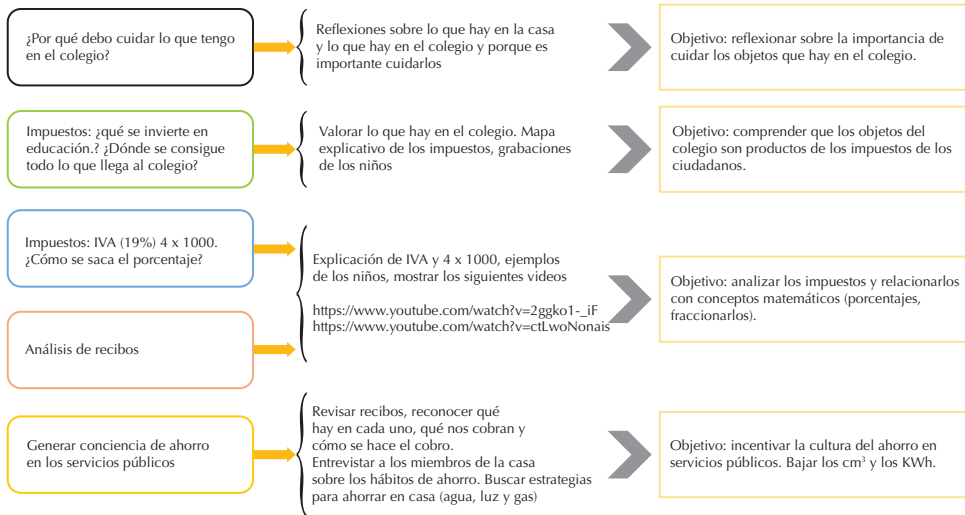 ¿Por qué debo cuidar lo que tengo
en el colegio?
Reflexiones sobre lo que hay en la casa
y lo que hay en el colegio y porque es
importante cuidarlos
Objetivo: reflexionar sobre la importancia de
cuidar los objetos que hay en el colegio.
Impuestos: ¿qué se invierte en
educación.? ¿Dónde se consigue
todo lo que llega al colegio?
Valorar lo que hay en el colegio. Mapa
explicativo de los impuestos, grabaciones
de los niños
Objetivo: comprender que los objetos del
colegio son productos de los impuestos de los
ciudadanos.
Impuestos: IVA (19%) 4 x 1000.
¿Cómo se saca el porcentaje?
Análisis de recibos
Explicación de IVA y 4 x 1000, ejemplos
de los niños, mostrar los siguientes videos
https://www.youtube.com/watch?v=2ggko1-_iF
https://www.youtube.com/watch?v=ctLwoNonais
Objetivo: analizar los impuestos y relacionarlos
con conceptos matemáticos (porcentajes,
fraccionarlos).
Generar conciencia de ahorro
en los servicios públicos
Revisar recibos, reconocer qué
hay en cada uno, qué nos cobran y
cómo se hace el cobro.
Entrevistar a los miembros de la casa
sobre los hábitos de ahorro. Buscar estrategias
para ahorrar en casa (agua, luz y gas)
Objetivo: incentivar la cultura del ahorro en
servicios públicos. Bajar los cm³ y los KWh.